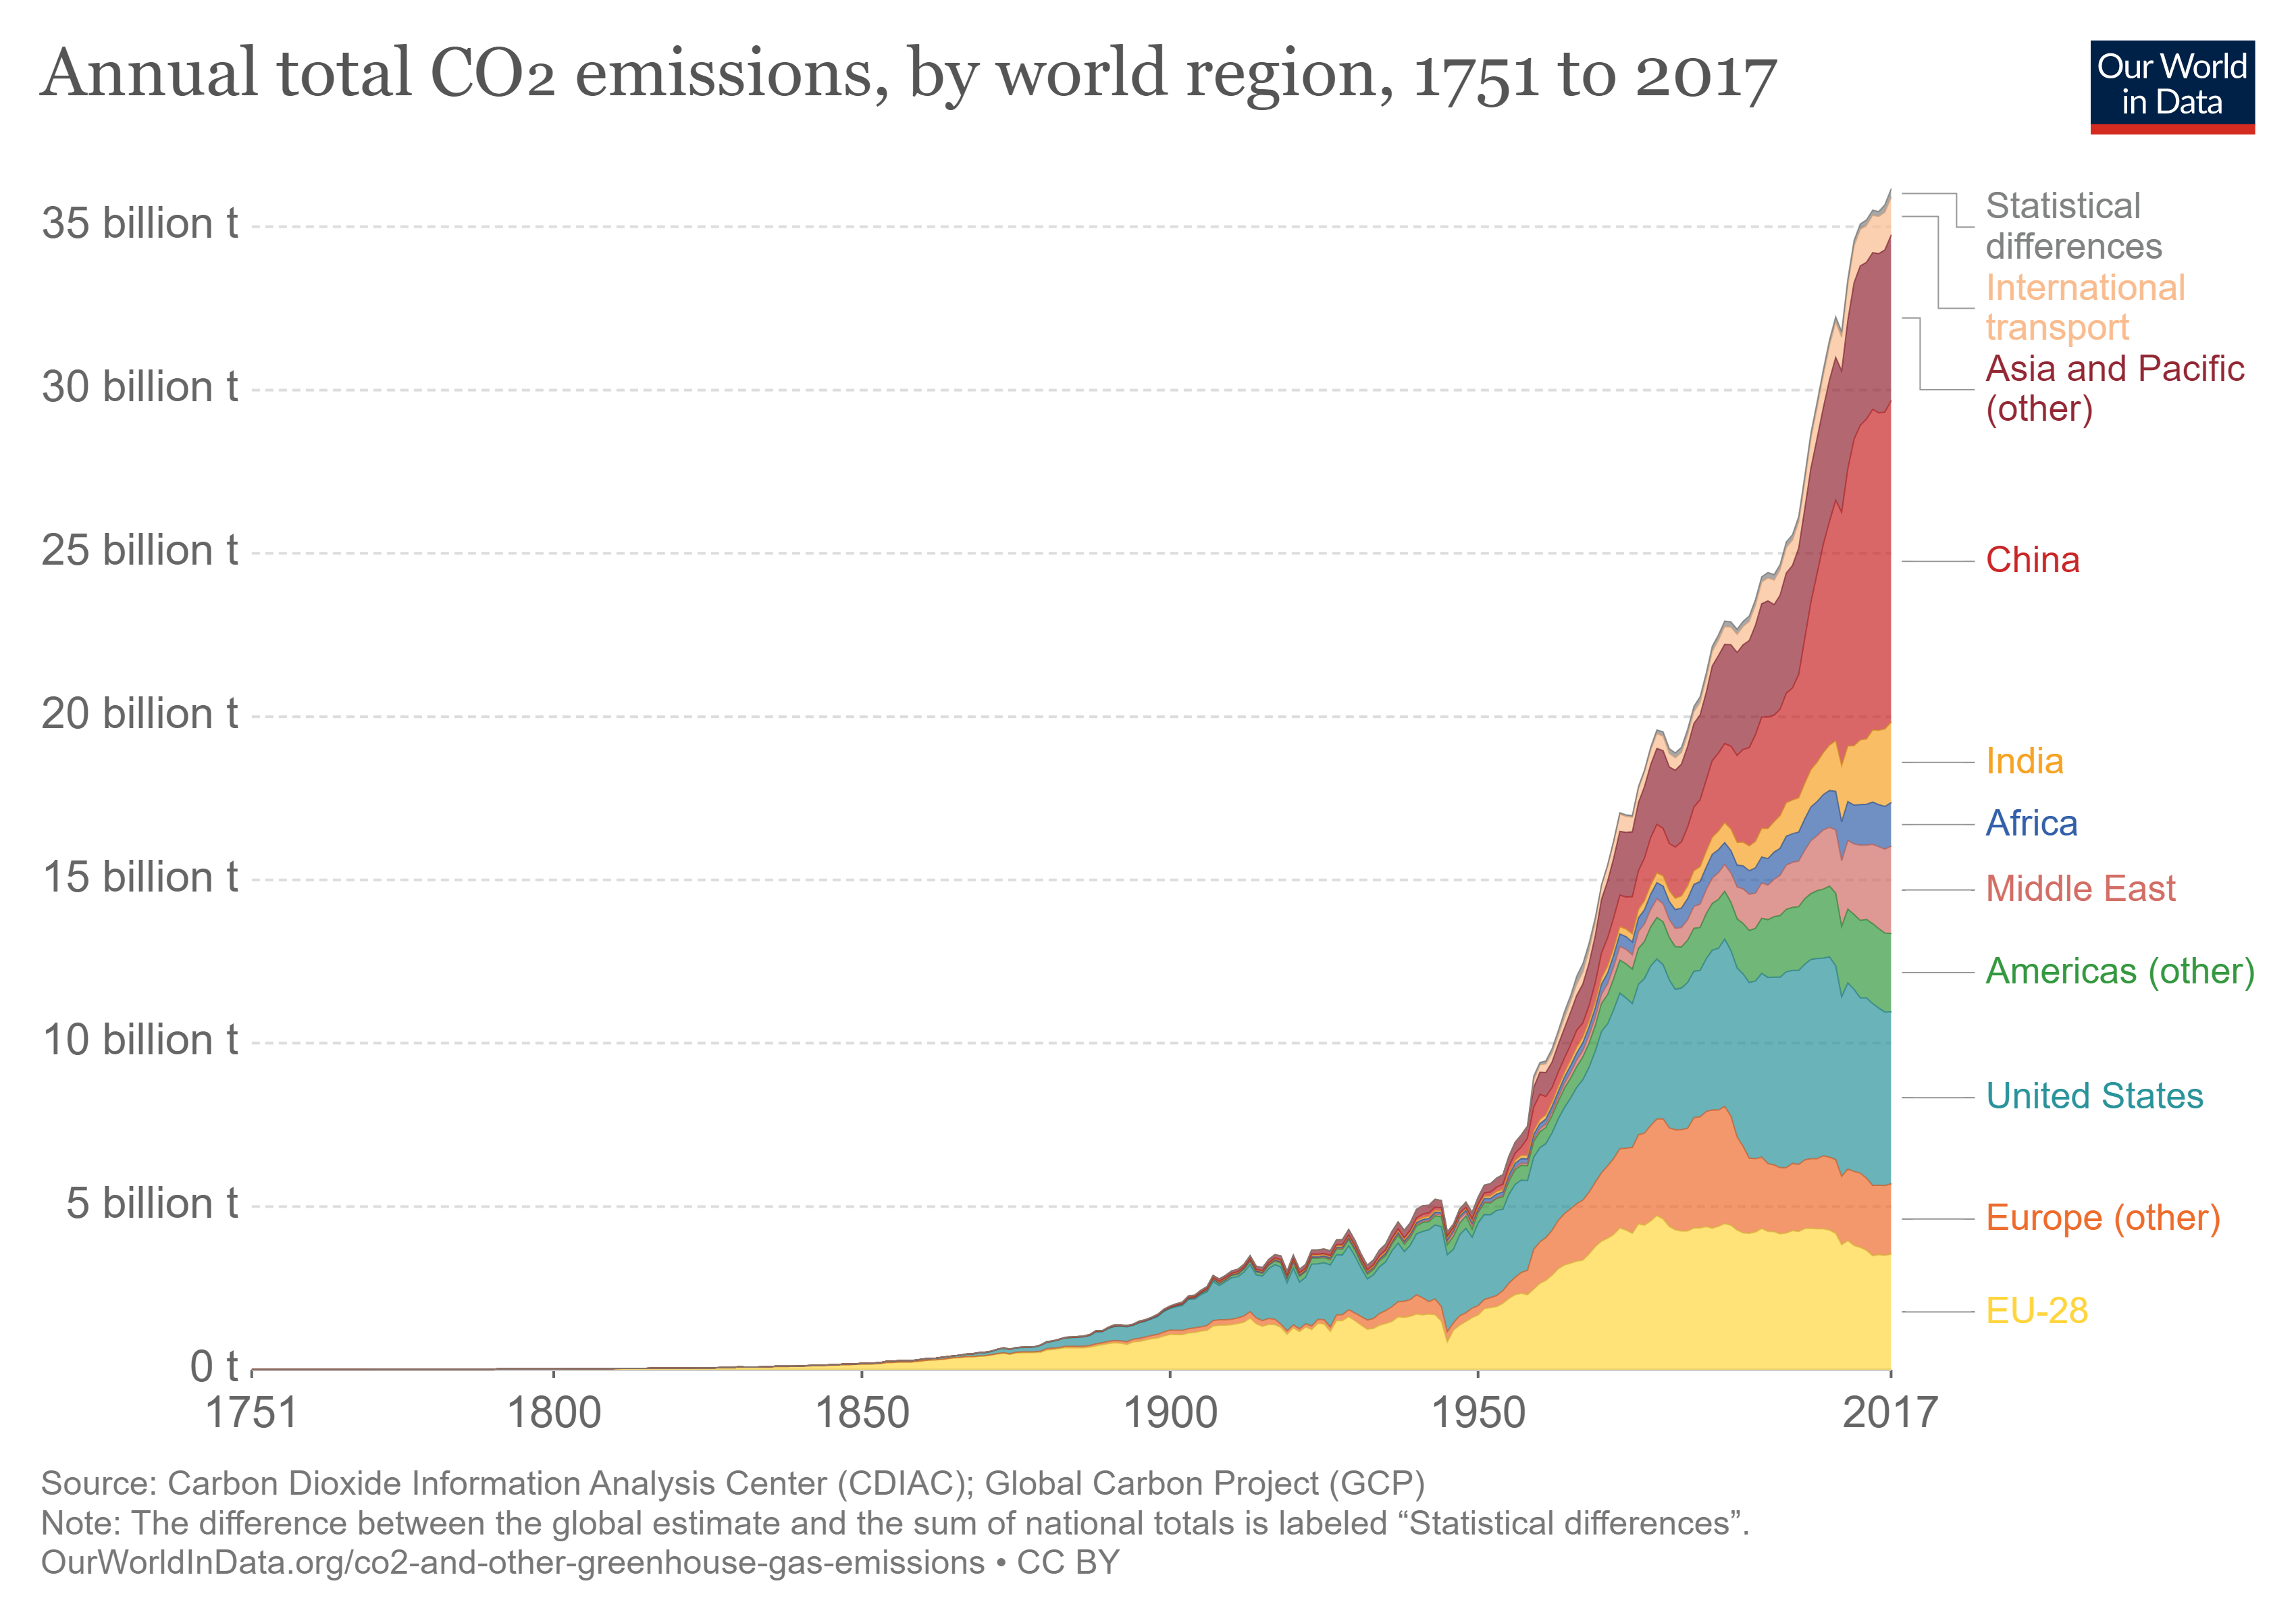 Annual total CO2 emissions, by world region, 1751 to 2017
Our World
in Data
35 billion t
30 billion t
25 billion t
20 billion t
15 billion t
10 billion t
5 billion t
0 t
1751
1800
1850
1900
1950
2017
Statistical
differences
International
transport
Asia and Pacific
(other)
China
India
Africa
Middle East
Americas (other)
United States
Europe (other)
EU-28
Source: Carbon Dioxide Information Analysis Center (CDIAC); Global Carbon Project (GCP)
Note: The difference between the global estimate and the sum of national totals is labeled “Statistical differences”.
OurWorldInData.org/co2-and-other-greenhouse-gas-emissions • CC BY